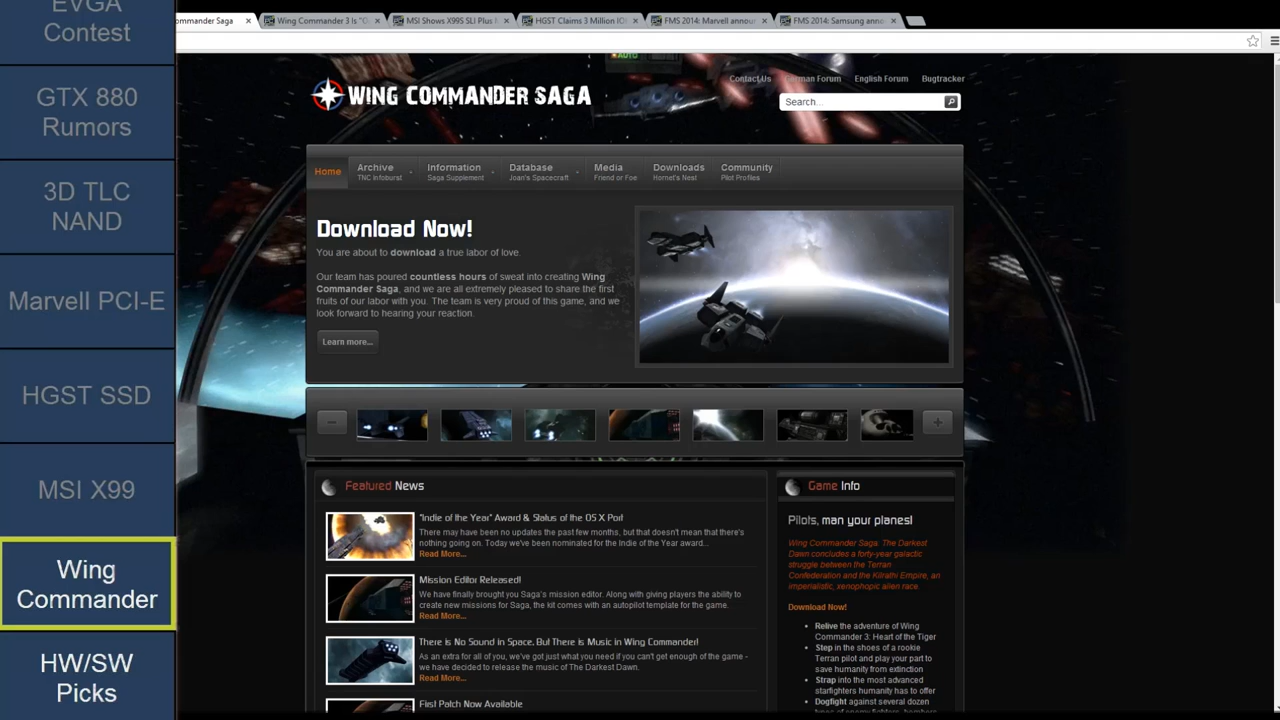 EVGA
Contest
GTX 880
Rumors
3D TLC
NAND
Marvell PCI-E
HGST SSD
MSI X99
Wing
Commander
HW/SW
Picks
ommander Saga
Wing Commander 3 Is "O
MSI Shows X99S SLI Plus
HGST Claims 3 Million IO
FMS 2014: Marvell annou
FMS 2014: Samsung anno
AUTO
Contact Us
German Forum
English Forum
Bugtracker
WING COMMANDER SAGA
Search...
Home
Archive
TNC Infoburst
Information
Saga Supplement
Database
Joan's Spacecraft
Media
Friend or Foe
Downloads
Hornet's Nest
Community
Pilot Profiles
Download Now!
You are about to download a true labor of love.
Our team has poured countless hours of sweat into creating Wing
Commander Saga, and we are all extremely pleased to share the first
fruits of our labor with you. The team is very proud of this game, and we
look forward to hearing your reaction.
Learn more...
Featured News
"Indie of the Year" Award & Status of the OS X Port
There may have been no updates the past few months, but that doesn't mean that there's
nothing going on. Today we've been nominated for the Indie of the Year award...
Read More...
Mission Editor Released!
We have finally brought you Saga's mission editor. Along with giving players the ability to
create new missions for Saga, the kit comes with an autopilot template for the game.
Read More...
There is No Sound in Space, But There is Music in Wing Commander!
As an extra for all of you, we've got just what you need if you can't get enough of the game -
we have decided to release the music of The Darkest Dawn.
Read More...
First Patch Now Available
Game Info
Pilots, man your planes!
Wing Commander Saga: The Darkest
Dawn concludes a forty-year galactic
struggle between the Terran
Confederation and the Kilrathi Empire, an
imperialistic, xenophopic alien race.
Download Now!
Relive the adventure of Wing
Commander 3: Heart of the Tiger
Step in the shoes of a rookie
Terran pilot and play your part to
save humanity from extinction
Strap into the most advanced
starfighters humanity has to offer
Dogfight against several dozen